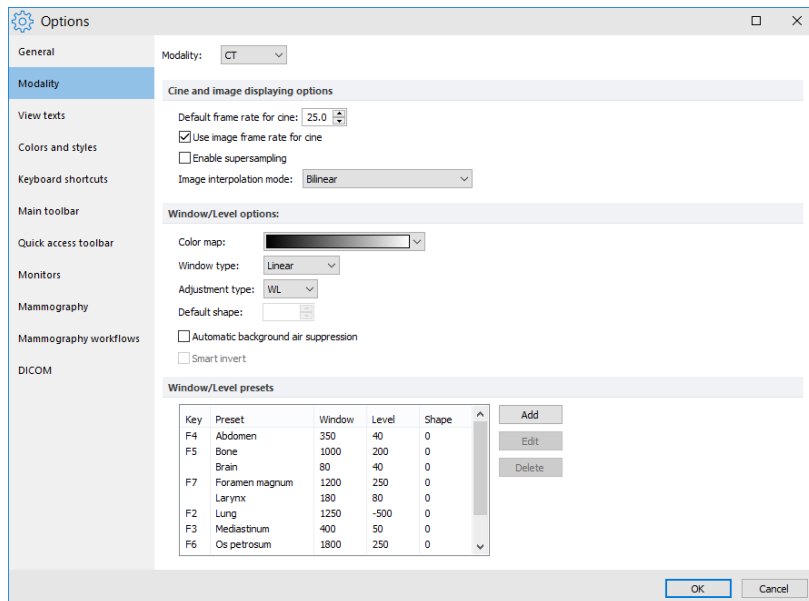 Options
General
Modality
View texts
Colors and styles
Keyboard shortcuts
Main toolbar
Quick access toolbar
Monitors
Mammography
Mammography workflows
DICOM
Modality: CT
Cine and image displaying options
Default frame rate for cine: 25.0
Use image frame rate for cine
Enable supersampling
Image interpolation mode: Bilinear
Window/Level options:
Color map:
Window type: Linear
Adjustment type: WL
Default shape:
Automatic background air suppression
Smart invert
Window/Level presets
Key Preset Window Level Shape
F4 Abdomen 350 40 0
F5 Bone 1000 200 0
Brain 80 40 0
F7 Foramen magnum 1200 250 0
Larynx 180 80 0
F2 Lung 1250 -500 0
F3 Mediastinum 400 50 0
F6 Os petrosum 1800 250 0
Add
Edit
Delete
OK Cancel